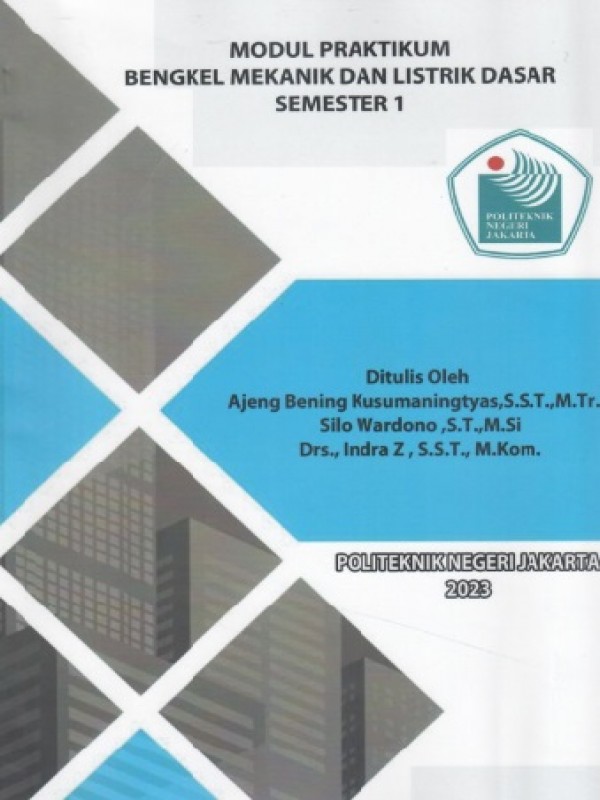 MODUL PRAKTIKUM
BENGKEL MEKANIK DAN LISTRIK DASAR
SEMESTER 1
POLITEKNIK
NEGERI
JAKARTA
Ditulis Oleh
Ajeng Bening Kusumaningtyas,S.S.T.,M.Tr.
Silo Wardono ,S.T.,M.Si
Drs., Indra Z , S.S.T., M.Kom.
POLITEKNIK NEGERI JAKARTA
2023